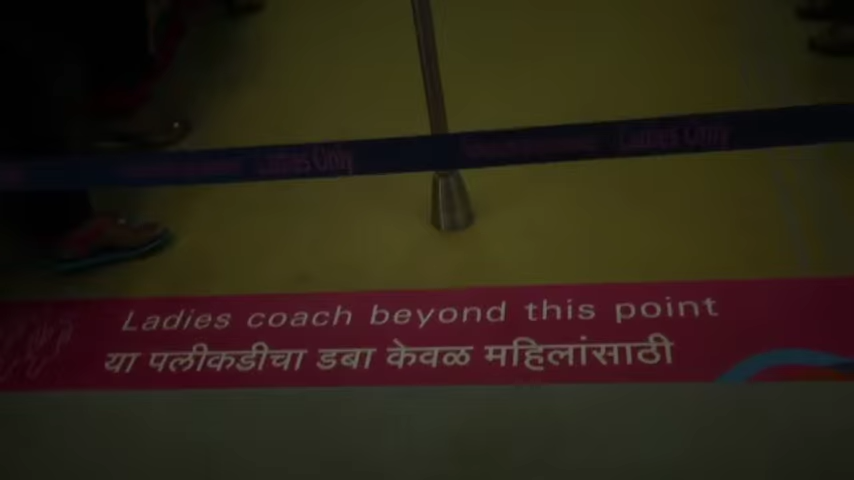 Ladies Only
Ladies Only
Ladies coach beyond this point
या पलीकडीचा डबा केवळ महिलांसाठी